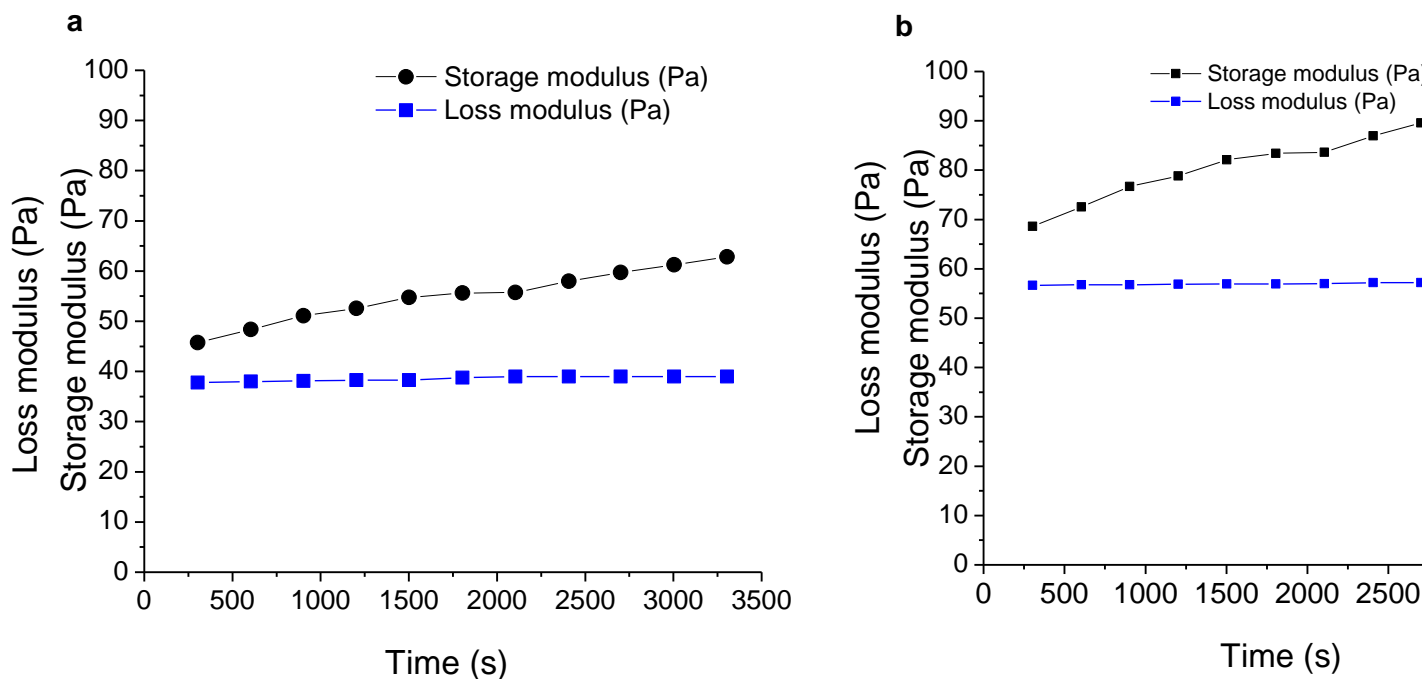 a
Storage modulus (Pa)
Loss modulus (Pa)
100
90
80
70
60
50
40
30
20
10
0
Loss modulus (Pa)
Storage modulus (Pa)
0 500 1000 1500 2000 2500 3000 3500
Time (s)
b
Storage modulus (Pa)
Loss modulus (Pa)
100
90
80
70
60
50
40
30
20
10
0
Loss modulus (Pa)
Storage modulus (Pa)
0 500 1000 1500 2000 2500
Time (s)